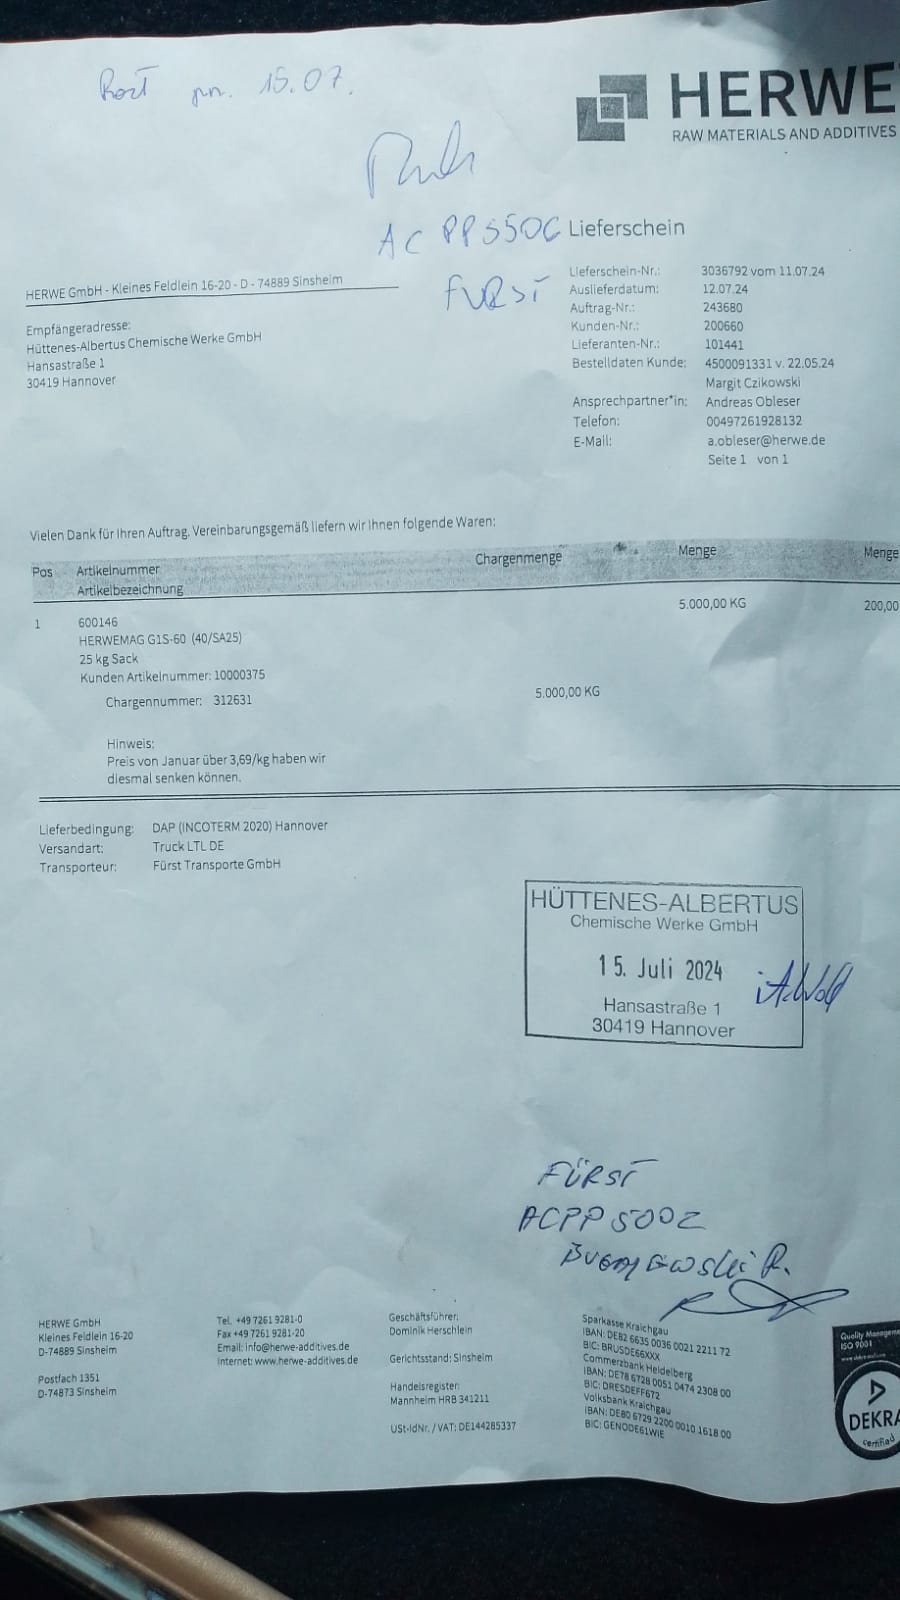 pn. 15.07.
HERWE
RAW MATERIALS AND ADDITIVES
AC PP550C
FÜRST
Lieferschein
HERWE GmbH - Kleines Feldlein 16-20 - D - 74889 Sinsheim
Empfängeradresse:
Hüttenes-Albertus Chemische Werke GmbH
Hansastraße 1
30419 Hannover
Lieferschein-Nr.: 3036792 vom 11.07.24
Auslieferdatum: 12.07.24
Auftrag-Nr.: 243680
Kunden-Nr.: 200660
Lieferanten-Nr.: 101441
Bestelldaten Kunde: 4500091331 v. 22.05.24
Margit Czikowski
Ansprechpartner*in: Andreas Obleser
Telefon: 00497261928132
E-Mail: a.obleser@herwe.de
Seite 1 von 1
Vielen Dank für Ihren Auftrag. Vereinbarungsgemäß liefern wir Ihnen folgende Waren:
Pos Artikelnummer Chargenmenge Menge Menge
Artikelbezeichnung
1 600146 5.000,00 KG 200,00
HERWEMAG G1S-60 (40/SA25)
25 kg Sack
Kunden Artikelnummer: 10000375
Chargennummer: 312631 5.000,00 KG
Hinweis:
Preis von Januar über 3,69/kg haben wir
diesmal senken können.
Lieferbedingung: DAP (INCOTERM 2020) Hannover
Versandart: Truck LTL DE
Transporteur: Fürst Transporte GmbH
HÜTTENES-ALBERTUS
Chemische Werke GmbH
15. Juli 2024
Hansastraße 1
30419 Hannover
FÜRST
ACPP 500Z
HERWE GmbH
Kleines Feldlein 16-20
D-74889 Sinsheim
Postfach 1351
D-74873 Sinsheim
Tel. +49 7261 9281-0
Fax +49 7261 9281-20
Email: info@herwe-additives.de
Internet: www.herwe-additives.de
Geschäftsführer:
Dominik Herschlein
Gerichtsstand: Sinsheim
Handelsregister:
Mannheim HRB 341211
USt-IdNr. / VAT: DE144285337
Sparkasse Kraichgau
IBAN: DE82 6635 0036 0021 2211 72
BIC: BRUSDE66XXX
Commerzbank Heidelberg
IBAN: DE78 6728 0051 0474 2308 00
BIC: DRESDEFF672
Volksbank Kraichgau
IBAN: DE80 6729 2200 0010 1618 00
BIC: GENODE61WIE
Quality Manageme
ISO 9001
DEKRA
certified